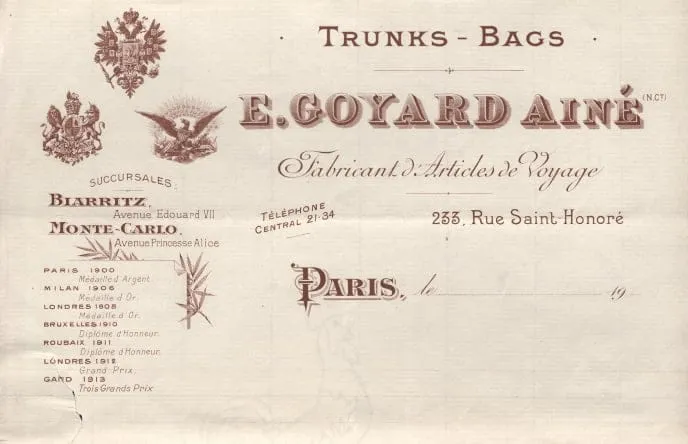 TRUNKS - BAGS
E. GOYARD AINÉ (N.CT)
Fabricant d'Articles de Voyage
SUCCURSALES:
BIARRITZ,
Avenue Edouard VII
MONTE-CARLO,
Avenue Princesse Alice
TÉLÉPHONE
CENTRAL 21-34
233, Rue Saint-Honoré
PARIS, le 19
PARIS 1900
Médaille d'Argent
MILAN 1906
Médaille d'Or.
LONDRES 1908
Médaille d'Or.
BRUXELLES 1910
Diplôme d'Honneur.
ROUBAIX 1911
Diplôme d'Honneur.
LONDRES 1912
Grand Prix.
GAND 1913
Trois Grands Prix